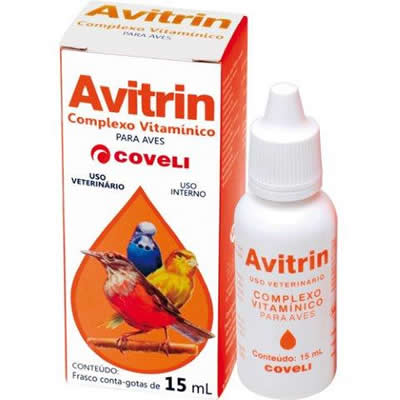 Avitrin
Complexo Vitamínico
PARA AVES
COVELI
USO
VETERINÁRIO
USO
INTERNO
CONTEÚDO:
Frasco conta-gotas de 15 mL
Avitrin
USO VETERINÁRIO
COMPLEXO
VITAMÍNICO
PARA AVES
Conteúdo: 15 mL
COVELI